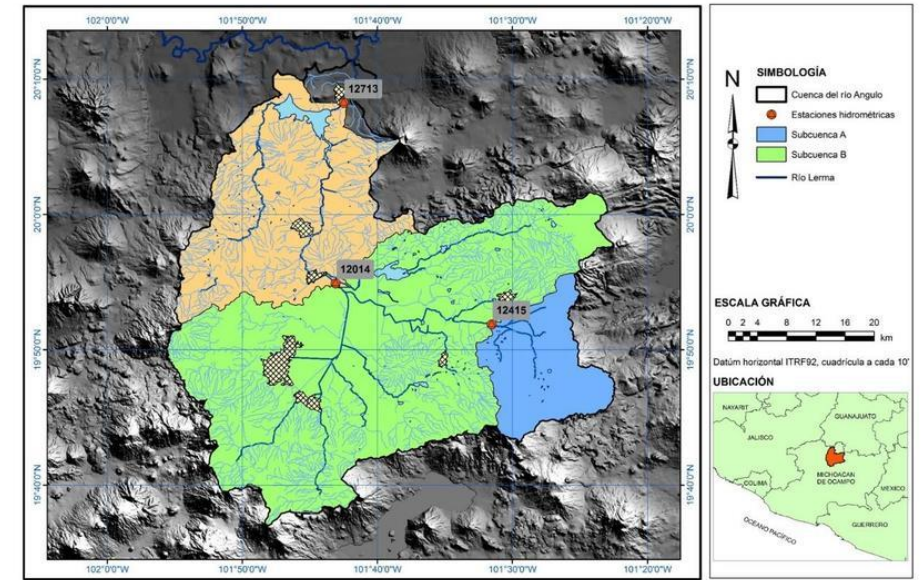 102°0'0"W
101°50'0"W
101°40'0"W
101°30'0"W
101°20'0"W
20°10'0"N
20°10'0"N
20°0'0"N
20°0'0"N
19°50'0"N
19°50'0"N
19°40'0"N
19°40'0"N
12713
12014
12415
102°0'0"W
101°50'0"W
101°40'0"W
101°30'0"W
101°20'0"W
N
SIMBOLOGÍA
Cuenca del río Angulo
Estaciones hidrométricas
Subcuenca A
Subcuenca B
Río Lerma
ESCALA GRÁFICA
0 2 4 8 12 16 20
km
Datúm horizontal ITRF92, cuadrícula a cada 10'
UBICACIÓN
NAYARIT
GUANAJUATO
JALISCO
MICHOACAN
DE OCAMPO
COLIMA
MÉXICO
GUERRERO
OCÉANO PACÍFICO